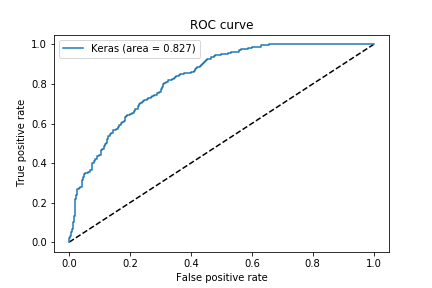 ROC curve
Keras (area = 0.827)
True positive rate
1.0
0.8
0.6
0.4
0.2
0.0
0.0 0.2 0.4 0.6 0.8 1.0
False positive rate